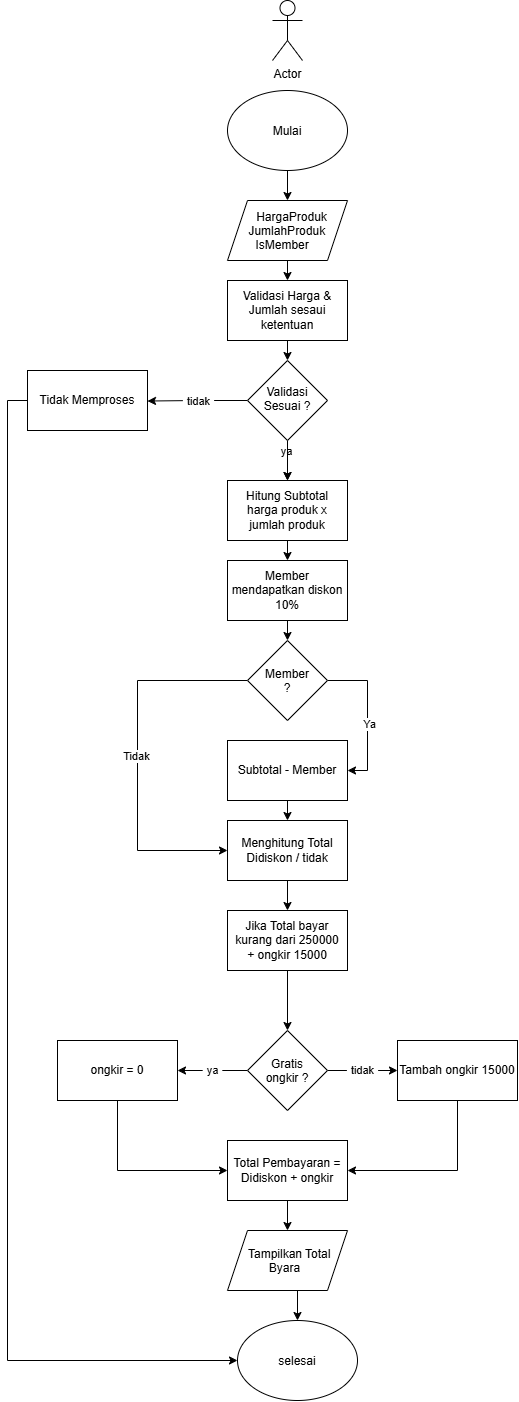 Actor
Mulai
HargaProduk
JumlahProduk
IsMember
Validasi Harga &
Jumlah sesaui
ketentuan
Validasi
Sesuai ?
tidak
Tidak Memproses
ya
Hitung Subtotal
harga produk x
jumlah produk
Member
mendapatkan diskon
10%
Member
?
Ya
Tidak
Subtotal - Member
Menghitung Total
Didiskon / tidak
Jika Total bayar
kurang dari 250000
+ ongkir 15000
Gratis
ongkir ?
ya
ongkir = 0
tidak
Tambah ongkir 15000
Total Pembayaran =
Didiskon + ongkir
Tampilkan Total
Byara
selesai